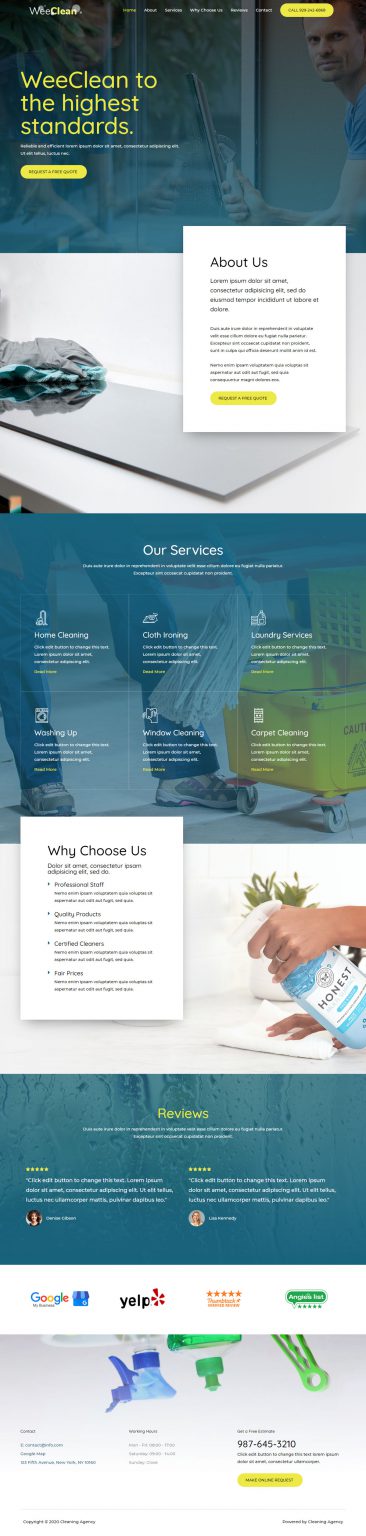 WeeClean
Home About Services Why Choose Us Reviews Contact
CALL 929-242-6868
WeeClean to
the highest
standards.
Reliable and efficient lorem ipsum dolor sit amet, consectetur adipiscing elit.
Ut elit tellus, luctus nec.
REQUEST A FREE QUOTE
About Us
Lorem ipsum dolor sit amet,
consectetur adipiscing elit, sed do
eiusmod tempor incididunt ut labore et
dolore.
Duis aute irure dolor in reprehenderit in voluptate
velit esse cillum dolore eu fugiat nulla pariatur.
Excepteur sint occaecat cupidatat non proident,
sunt in culpa qui officia deserunt mollit anim id est.
Nemo enim ipsam voluptatem quia voluptas sit
aspernatur aut odit aut fugit, sed quia
consequuntur magni dolores eos.
REQUEST A FREE QUOTE
Our Services
Duis aute irure dolor in reprehenderit in voluptate velit esse cillum dolore eu fugiat nulla pariatur.
Excepteur sint occaecat cupidatat non proident.
Home Cleaning
Click edit button to change this text.
Lorem ipsum dolor sit amet,
consectetur adipiscing elit.
Read More
Cloth Ironing
Click edit button to change this text.
Lorem ipsum dolor sit amet,
consectetur adipiscing elit.
Read More
Laundry Services
Click edit button to change this text.
Lorem ipsum dolor sit amet,
consectetur adipiscing elit.
Read More
CAUTI
Washing Up
Click edit button to change this text.
Lorem ipsum dolor sit amet,
consectetur adipiscing elit.
Read More
Window Cleaning
Click edit button to change this text.
Lorem ipsum dolor sit amet,
consectetur adipiscing elit.
Read More
Carpet Cleaning
Click edit button to change this text.
Lorem ipsum dolor sit amet,
consectetur adipiscing elit.
Read More
Why Choose Us
Dolor sit amet, consectetur ipsam
adipiscing elit, sed do.
Professional Staff
Nemo enim ipsam voluptatem quia voluptas sit
aspernatur aut odit aut fugit, sed quia.
Quality Products
Nemo enim ipsam voluptatem quia voluptas sit
aspernatur aut odit aut fugit, sed quia.
Certified Cleaners
Nemo enim ipsam voluptatem quia voluptas sit
aspernatur aut odit aut fugit, sed quia.
Fair Prices
Nemo enim ipsam voluptatem quia voluptas sit
aspernatur aut odit aut fugit, sed quia.
HONEST
Reviews
Duis aute irure dolor in reprehenderit in voluptate velit esse cillum dolore eu fugiat nulla pariatur.
Excepteur sint occaecat cupidatat non proident.
"Click edit button to change this text. Lorem ipsum
dolor sit amet, consectetur adipiscing elit. Ut elit tellus,
luctus nec ullamcorper mattis, pulvinar dapibus leo."
Denise Gibson
"Click edit button to change this text. Lorem ipsum
dolor sit amet, consectetur adipiscing elit. Ut elit tellus,
luctus nec ullamcorper mattis, pulvinar dapibus leo."
Lisa Kennedy
Google
My Business
yelp
Thumbtack
VERIFIED REVIEW
Angie's list
Contact
E: contact@info.com
Google Map
123 Fifth Avenue, New York, NY 10160
Working Hours
Mon - Fri: 08:00 - 17:00
Saturday: 09:00 - 14:00
Sunday: Close
Get a Free Estimate
987-645-3210
Click edit button to change this text lorem ipsum
dolor sit amet, consectetur ullamcorper.
MAKE ONLINE REQUEST
Copyright © 2020 Cleaning Agency
Powered by Cleaning Agency